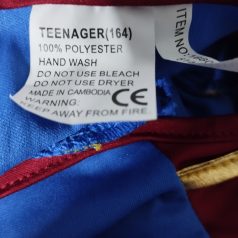 TEENAGER(164)
100% POLYESTER
HAND WASH
DO NOT USE BLEACH
DO NOT USE DRYER
MADE IN CAMBODIA
WARNING: KEEP
AWAY FROM FIRE
CE
ITEM NO